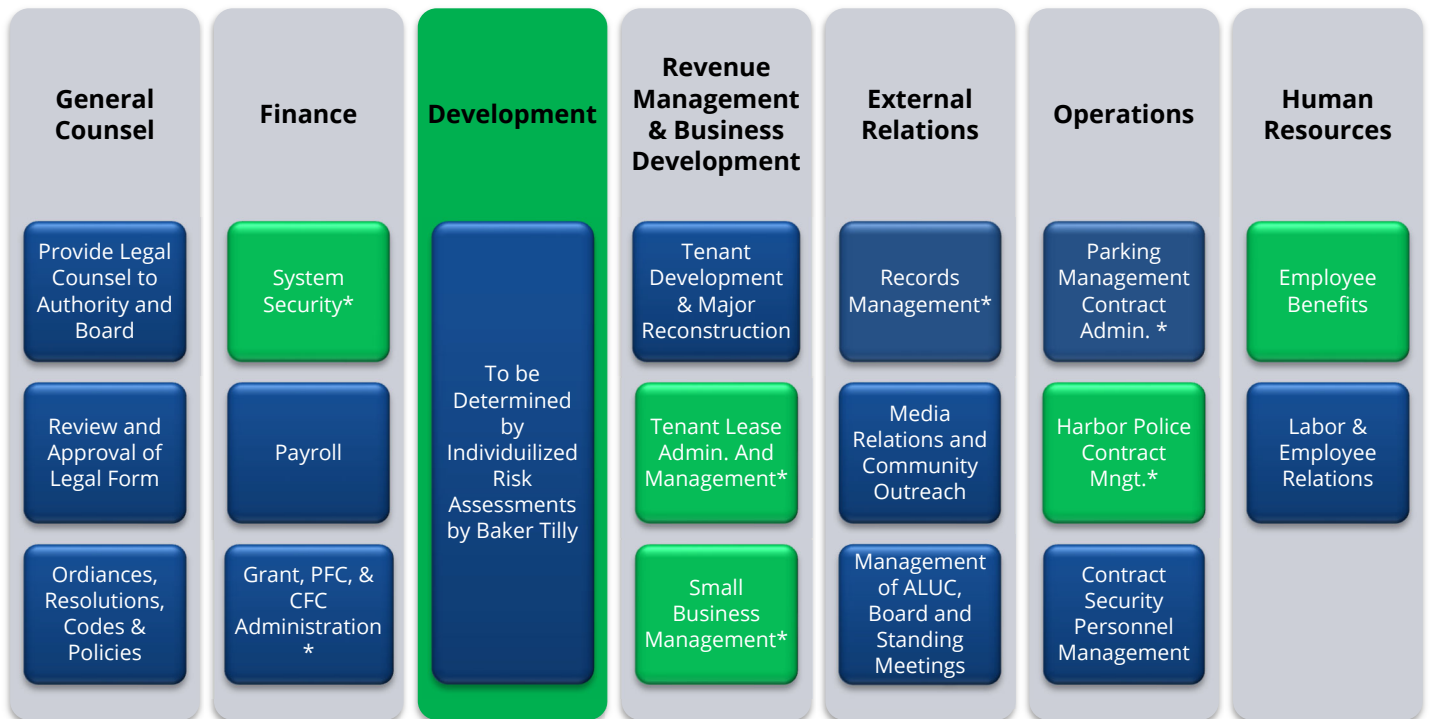 General
Counsel
Provide Legal
Counsel to
Authority and
Board
Review and
Approval of
Legal Form
Ordiances,
Resolutions,
Codes &
Policies
Finance
System
Security*
Payroll
Grant, PFC, &
CFC
Administration
*
Development
To be
Determined
by
Individuilized
Risk
Assessments
by Baker Tilly
Revenue
Management
& Business
Development
Tenant
Development
& Major
Reconstruction
Tenant Lease
Admin. And
Management*
Small
Business
Management*
External
Relations
Records
Management*
Media
Relations and
Community
Outreach
Management
of ALUC,
Board and
Standing
Meetings
Operations
Parking
Management
Contract
Admin. *
Harbor Police
Contract
Mngt.*
Contract
Security
Personnel
Management
Human
Resources
Employee
Benefits
Labor &
Employee
Relations